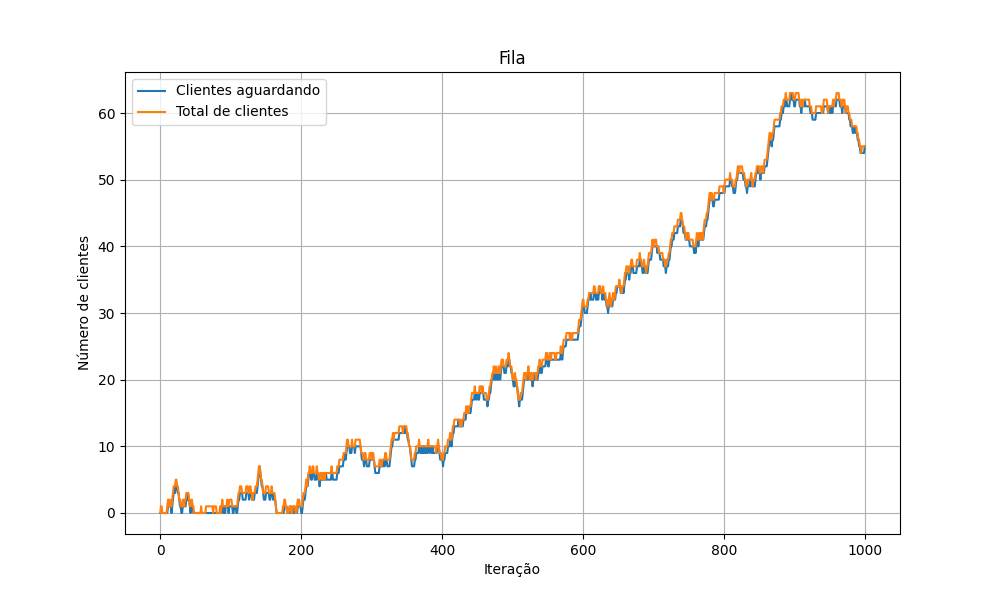 Fila
Clientes aguardando
Total de clientes
Número de clientes
60
50
40
30
20
10
0
0 200 400 600 800 1000
Iteração